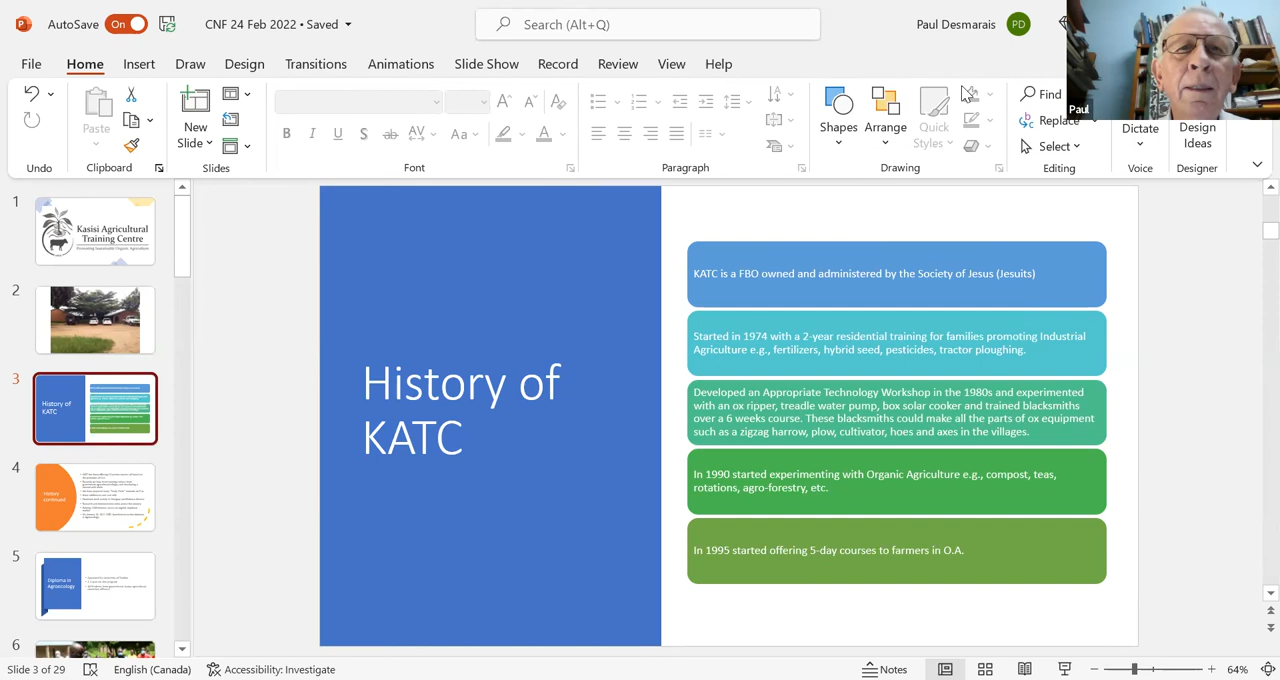 AutoSave On CNF 24 Feb 2022 • Saved Search (Alt+Q) Paul Desmarais PD
File Home Insert Draw Design Transitions Animations Slide Show Record Review View Help
Paul
Paste New Slide Shapes Arrange Quick Styles Find Replace Select Dictate Design Ideas
Undo Clipboard Slides Font Paragraph Drawing Editing Voice Designer
1
Kasisi Agricultural
Training Centre
2
3
History of
KATC
4
History
continued
5
Diploma in
Agroecology
6
History of
KATC
KATC is a FBO owned and administered by the Society of Jesus (Jesuits)
Started in 1974 with a 2-year residential training for families promoting Industrial
Agriculture e.g., fertilizers, hybrid seed, pesticides, tractor ploughing.
Developed an Appropriate Technology Workshop in the 1980s and experimented
with an ox ripper, treadle water pump, box solar cooker and trained blacksmiths
over a 6 weeks course. These blacksmiths could make all the parts of ox equipment
such as a zigzag harrow, plow, cultivator, hoes and axes in the villages.
In 1990 started experimenting with Organic Agriculture e.g., compost, teas,
rotations, agro-forestry, etc.
In 1995 started offering 5-day courses to farmers in O.A.
Slide 3 of 29 English (Canada) Accessibility: Investigate Notes 64%